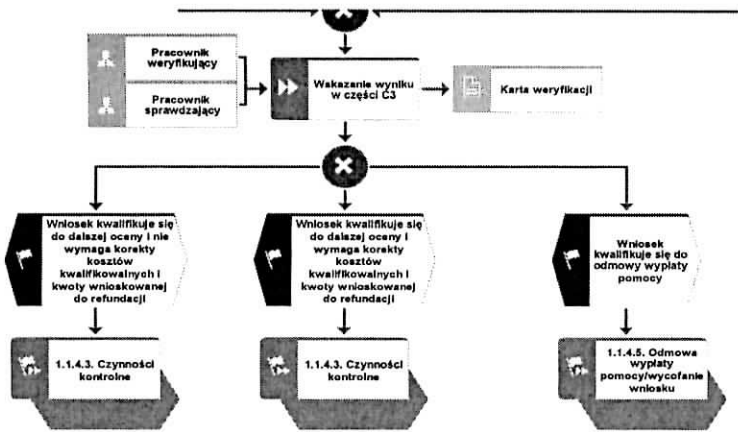 Pracownik
weryfikujący
Pracownik
sprawdzający
Wskazanie wyniku
w części C3
Karta weryfikacji
Wniosek kwalifikuje się
do dalszej oceny i nie
wymaga korekty
kosztów
kwalifikowalnych i
kwoty wnioskowanej
do refundacji
Wniosek kwalifikuje się
do dalszej oceny i
wymaga korekty
kosztów
kwalifikowalnych i
kwoty wnioskowanej
do refundacji
Wniosek
kwalifikuje się do
odmowy wypłaty
pomocy
1.1.4.3. Czynności
kontrolne
1.1.4.3. Czynności
kontrolne
1.1.4.5. Odmowa
wypłaty
pomocy/wycofanie
wniosku